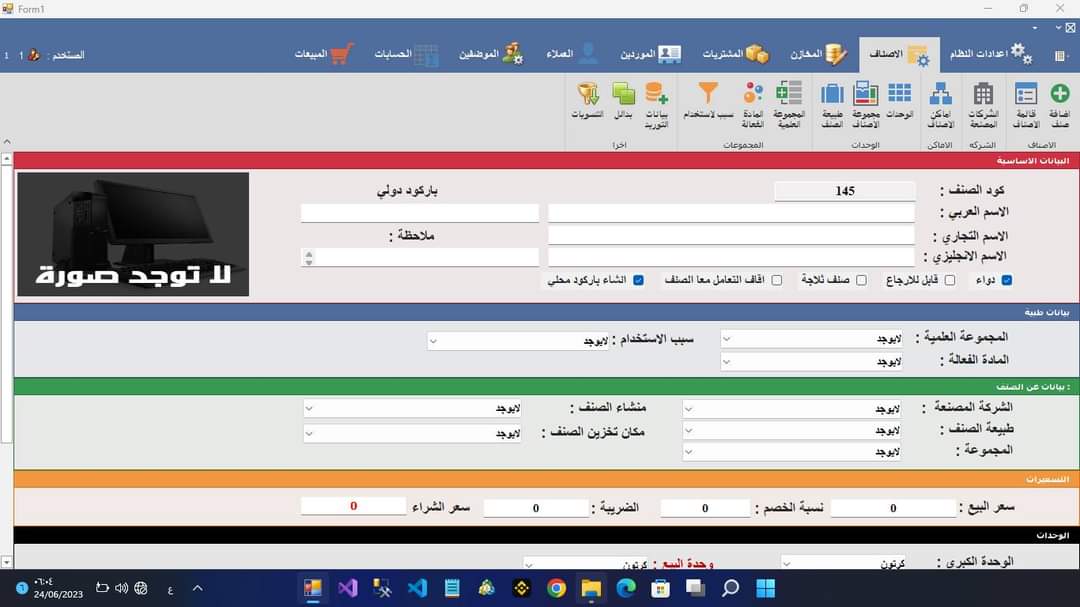 Form1
اعدادات النظام
الاصناف
المخازن
المشتريات
الموردين
العملاء
الموضفين
الحسابات
المبيعات
الستخدم : 1
1
اضافة صنف
قائمة الاصناف
الشركات المصنعة
اماكن الاصناف
الوحدات
مجموعة الاصناف
طبيعة الصنف
المجموعة العلمية
المادة الفعالة
سبب لاستخدام
بيانات التوريد
بدائل
التسويات
الاصناف
الشركه
الاماكن
الوحدات
المجموعات
اخرا
البيانات الاساسية
كود الصنف : 145
باركود دولي
الاسم العربي :
الاسم التجاري :
ملاحظة :
الاسم الانجليزي :
دواء
قابل للارجاع
صنف ثلاجة
اقاف التعامل معا الصنف
انشاء باركود محلي
لا توجد صورة
بيانات طبية
المجموعة العلمية : لايوجد
سبب الاستخدام : لايوجد
المادة الفعالة : لايوجد
بيانات عن الصنف :
الشركة المصنعة : لايوجد
منشاء الصنف : لايوجد
طبيعة الصنف : لايوجد
مكان تخزين الصنف : لايوجد
المجموعة : لايوجد
التسعيرات
سعر البيع : 0
نسبة الخصم : 0
الضريبة : 0
سعر الشراء 0
الوحدات
الوحدة الكبرى : كرتون
وحدة البيع : كرتون
ع
٠٦:٠٤
24/06/2023
1